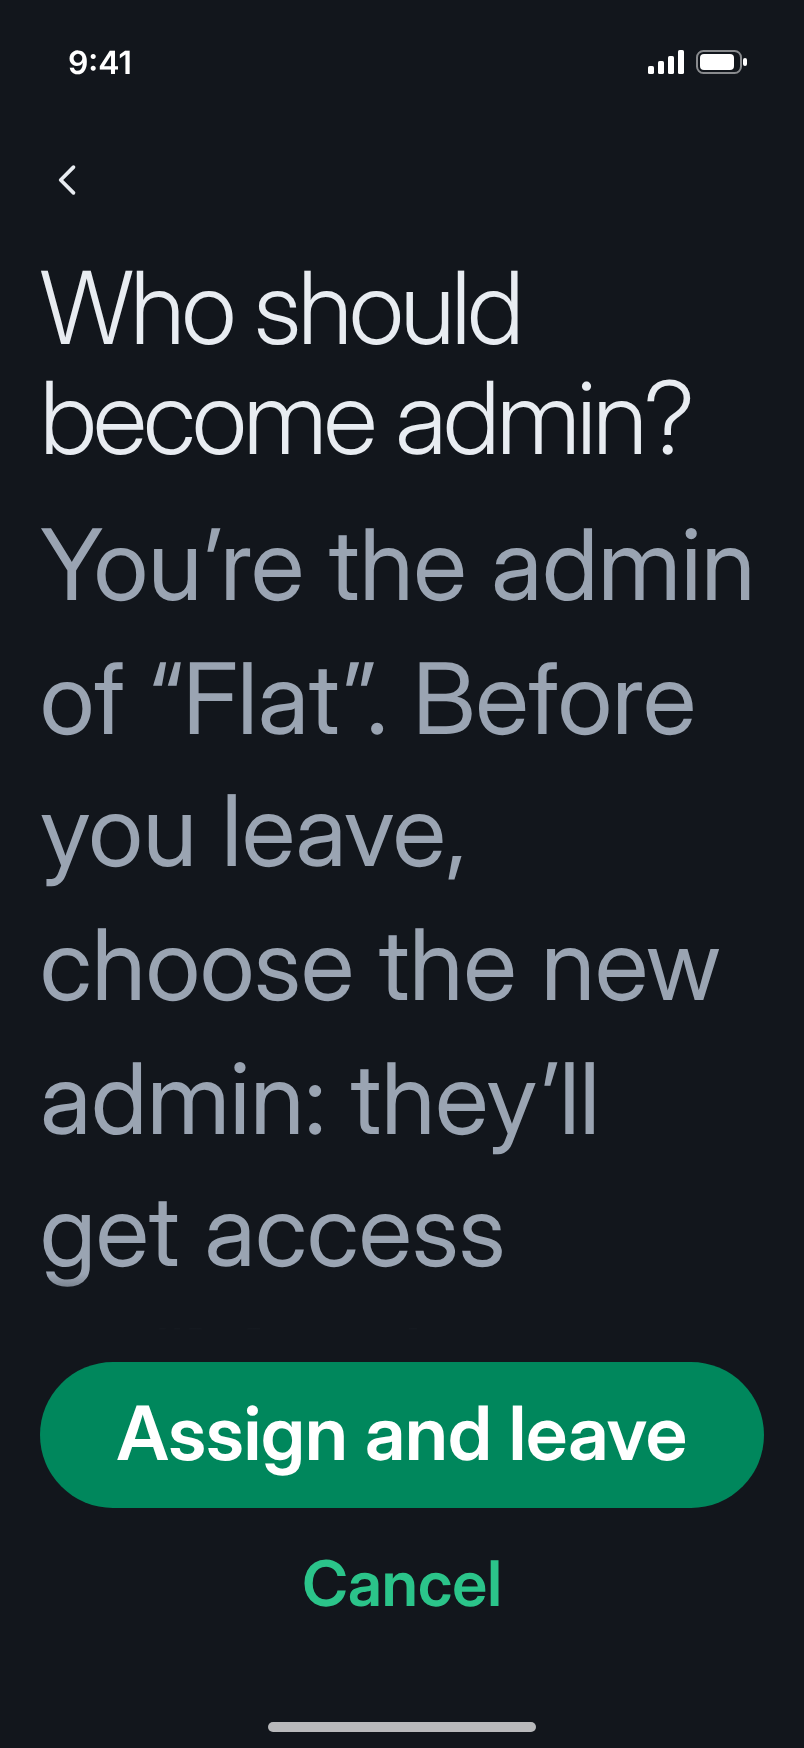 9:41
Who should
become admin?
You’re the admin
of “Flat”. Before
you leave,
choose the new
admin: they’ll
get access
Assign and leave
Cancel